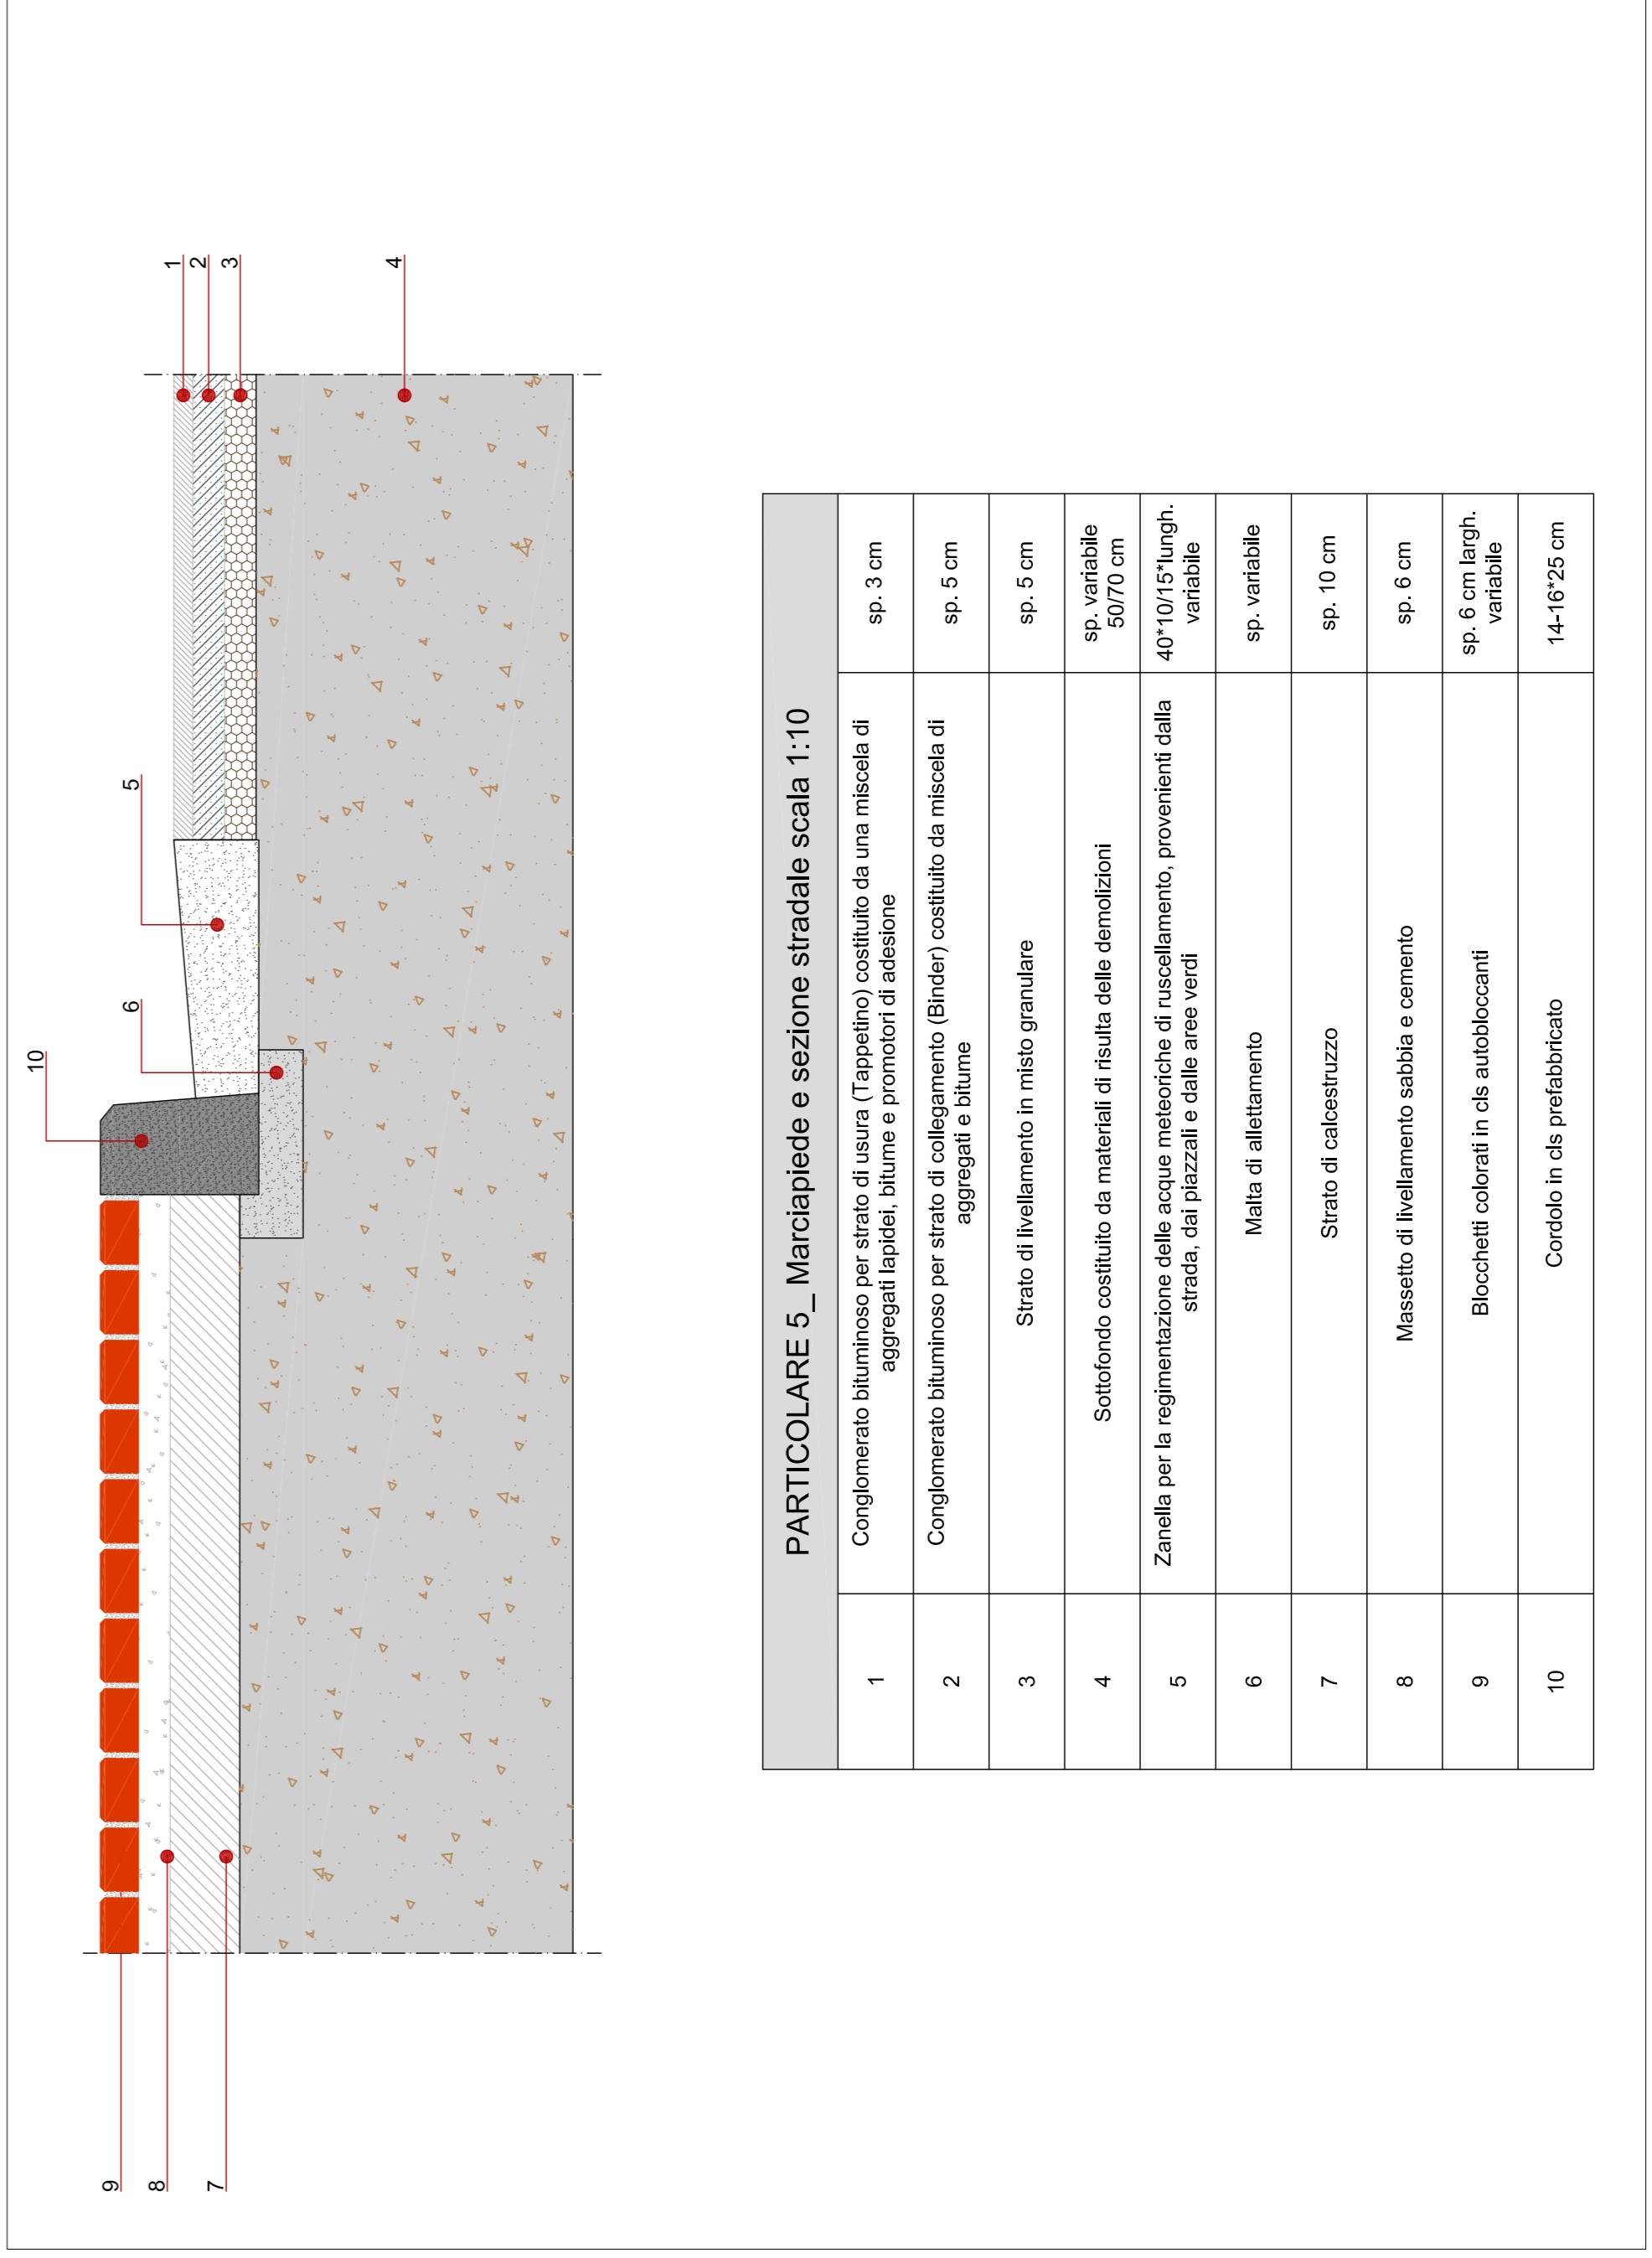 10
6
5
1
2
3
4
9
8
7
PARTICOLARE 5_ Marciapiede e sezione stradale scala 1:10
1
Conglomerato bituminoso per strato di usura (Tappetino) costituito da una miscela di
aggregati lapidei, bitume e promotori di adesione
sp. 3 cm
2
Conglomerato bituminoso per strato di collegamento (Binder) costituito da miscela di
aggregati e bitume
sp. 5 cm
3
Strato di livellamento in misto granulare
sp. 5 cm
4
Sottofondo costituito da materiali di risulta delle demolizioni
sp. variabile
50/70 cm
5
Zanella per la regimentazione delle acque meteoriche di ruscellamento, provenienti dalla
strada, dai piazzali e dalle aree verdi
40*10/15*lungh.
variabile
6
Malta di allettamento
sp. variabile
7
Strato di calcestruzzo
sp. 10 cm
8
Massetto di livellamento sabbia e cemento
sp. 6 cm
9
Blocchetti colorati in cls autobloccanti
sp. 6 cm largh.
variabile
10
Cordolo in cls prefabbricato
14-16*25 cm